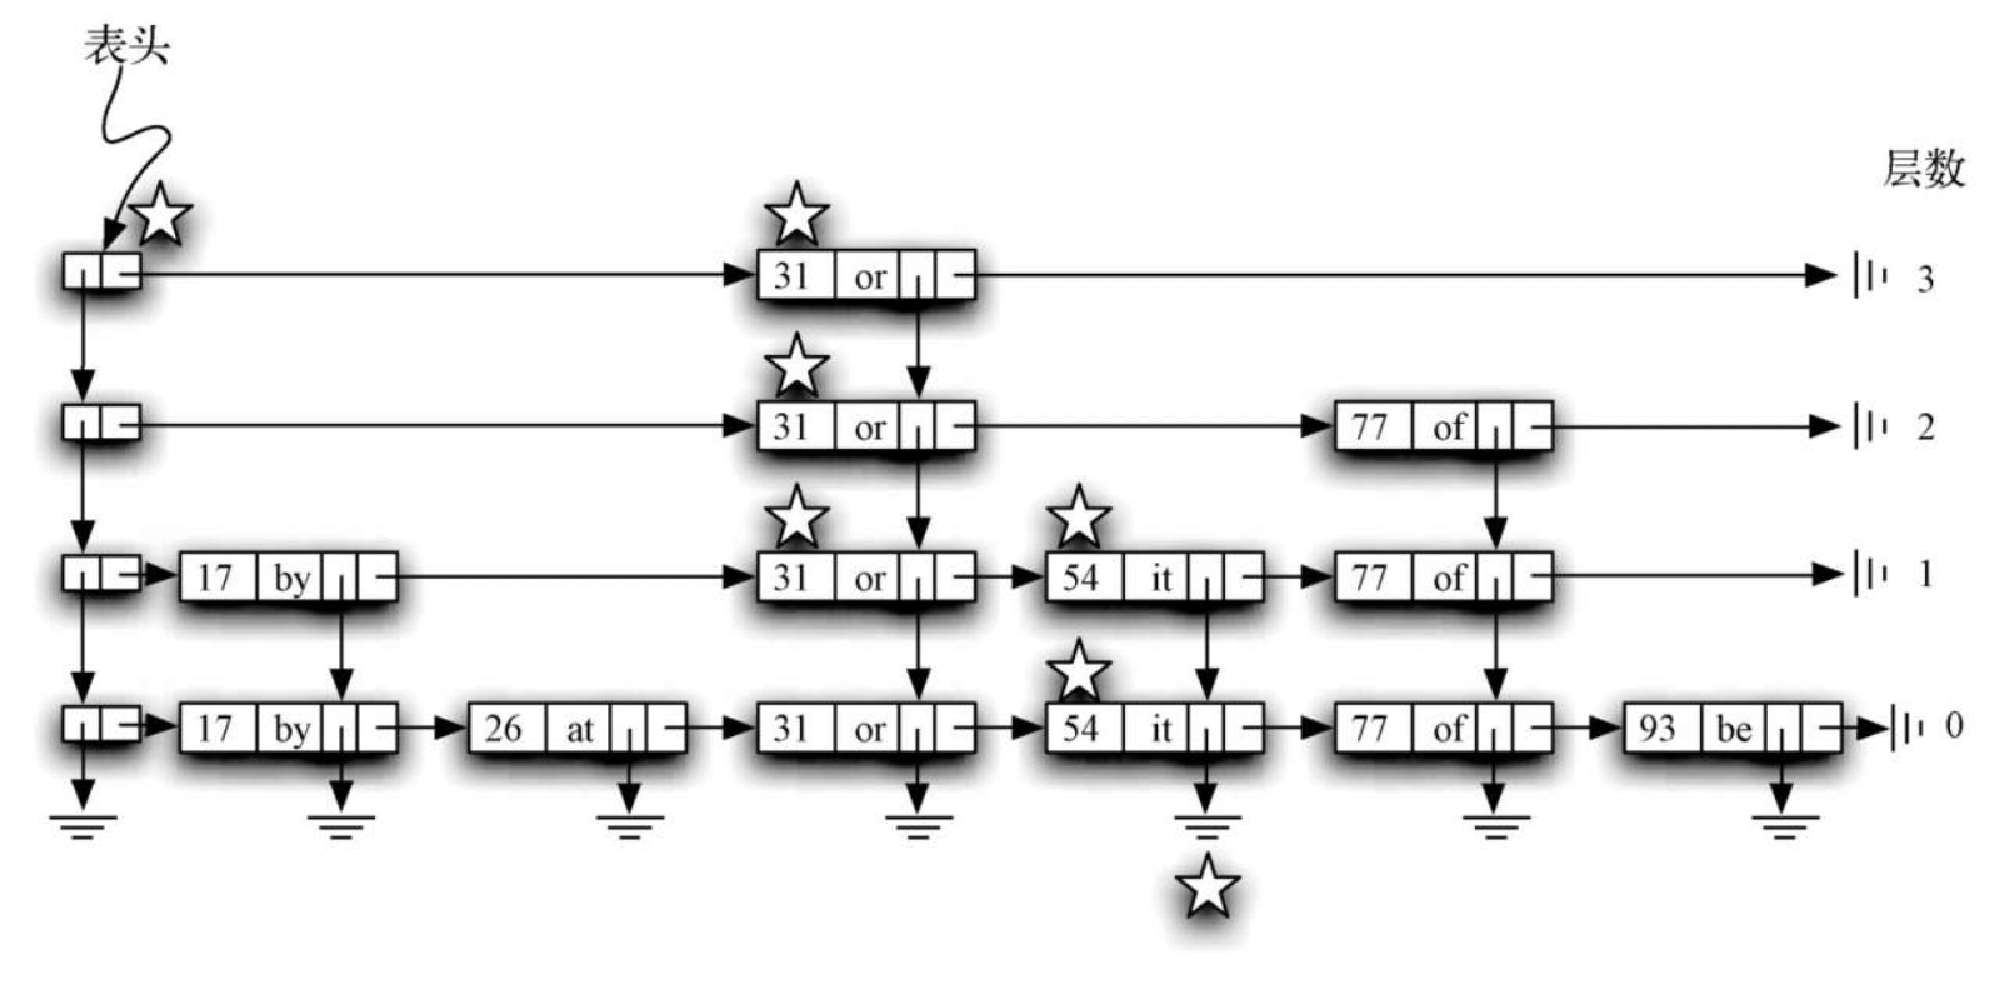 表头
层数
31 or 3
31 or 77 of 2
17 by 31 or 54 it 77 of 1
17 by 26 at 31 or 54 it 77 of 93 be 0